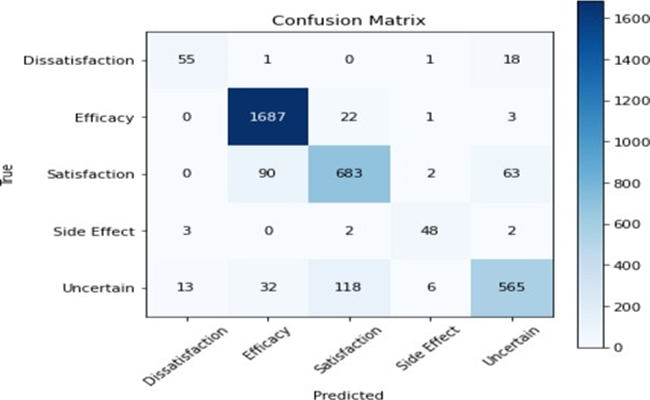 Confusion Matrix
True
Dissatisfaction 55 1 0 1 18
Efficacy 0 1687 22 1 3
Satisfaction 0 90 683 2 63
Side Effect 3 0 2 48 2
Uncertain 13 32 118 6 565
Dissatisfaction Efficacy Satisfaction Side Effect Uncertain
Predicted
1600
1400
1200
1000
800
600
400
200
0